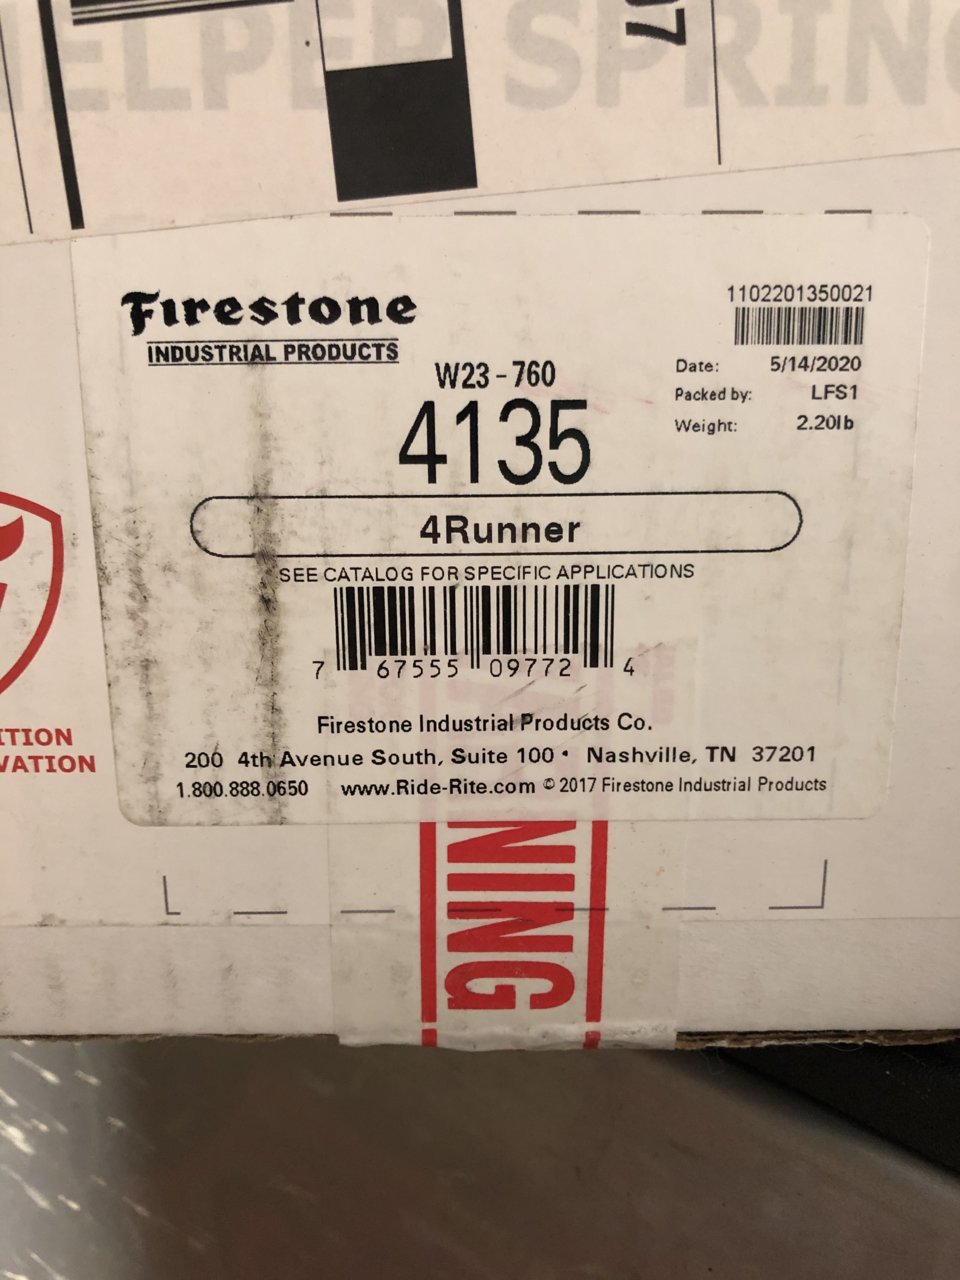 HELPER SPRING
7
Firestone
INDUSTRIAL PRODUCTS
1102201350021
Date: 5/14/2020
Packed by: LFS1
Weight: 2.20lb
W23-760
4135
4Runner
SEE CATALOG FOR SPECIFIC APPLICATIONS
7 67555 09772 4
Firestone Industrial Products Co.
200 4th Avenue South, Suite 100 • Nashville, TN 37201
1.800.888.0650 www.Ride-Rite.com © 2017 Firestone Industrial Products
ITION
VATION
NING